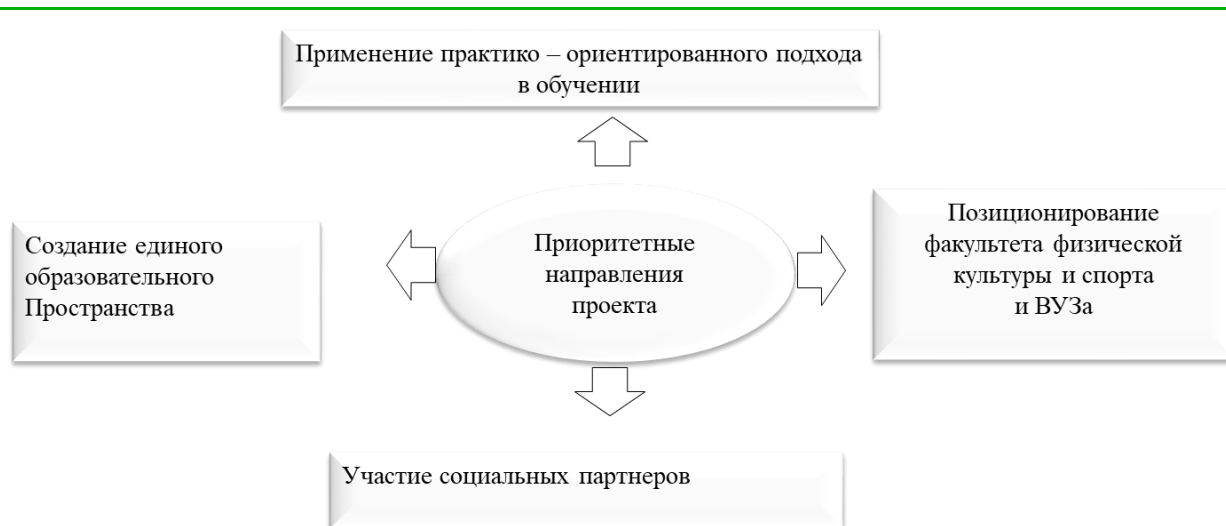 Применение практико – ориентированного подхода
в обучении
Создание единого
образовательного
Пространства
Приоритетные
направления
проекта
Позиционирование
факультета физической
культуры и спорта
и ВУЗа
Участие социальных партнеров